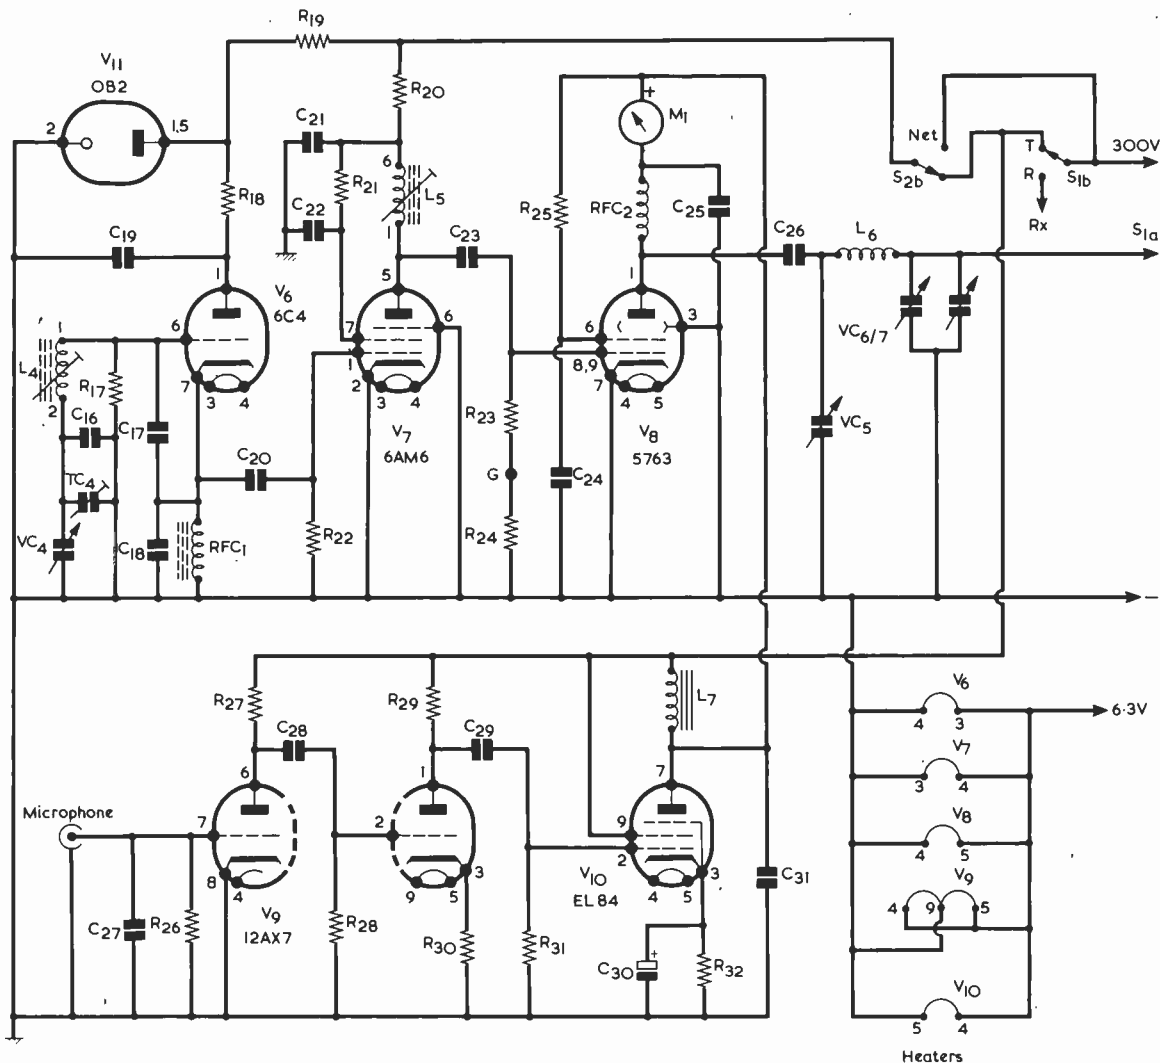 R19
V11
OB2
2
1,5
R20
C21
R21
6
L5
1
C22
+
M1
Net
S2b
T
R
S1b
300V
Rx
R18
R25
RFC2
C25
C19
C23
C26
L6
S1a
1
V6
6C4
6
7
3
4
5
7
1
2
6
3
4
V7
6AM6
1
3
6
8,9
7
4
5
V8
5763
VC6/7
1
L4
2
R17
C16
C17
TC4
VC4
C18
RFC1
C20
R22
R23
G
R24
C24
VC5
–
R27
C28
R29
C29
L7
V6
4
3
6·3V
V7
3
4
V8
4
5
V9
4
9
5
V10
5
4
Heaters
Microphone
6
7
8
4
V9
12AX7
1
2
9
5
3
7
9
2
4
5
3
V10
EL84
C27
R26
R28
R30
R31
C30
+
R32
C31